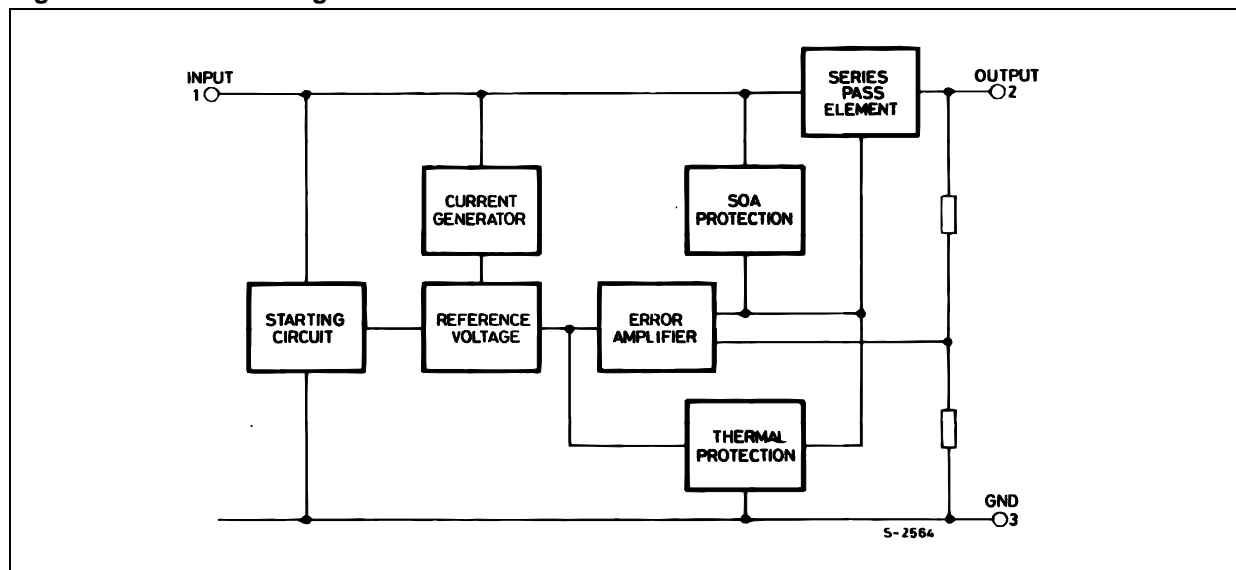 INPUT
1
SERIES
PASS
ELEMENT
OUTPUT
2
CURRENT
GENERATOR
SOA
PROTECTION
STARTING
CIRCUIT
REFERENCE
VOLTAGE
ERROR
AMPLIFIER
THERMAL
PROTECTION
GND
3
S-2564